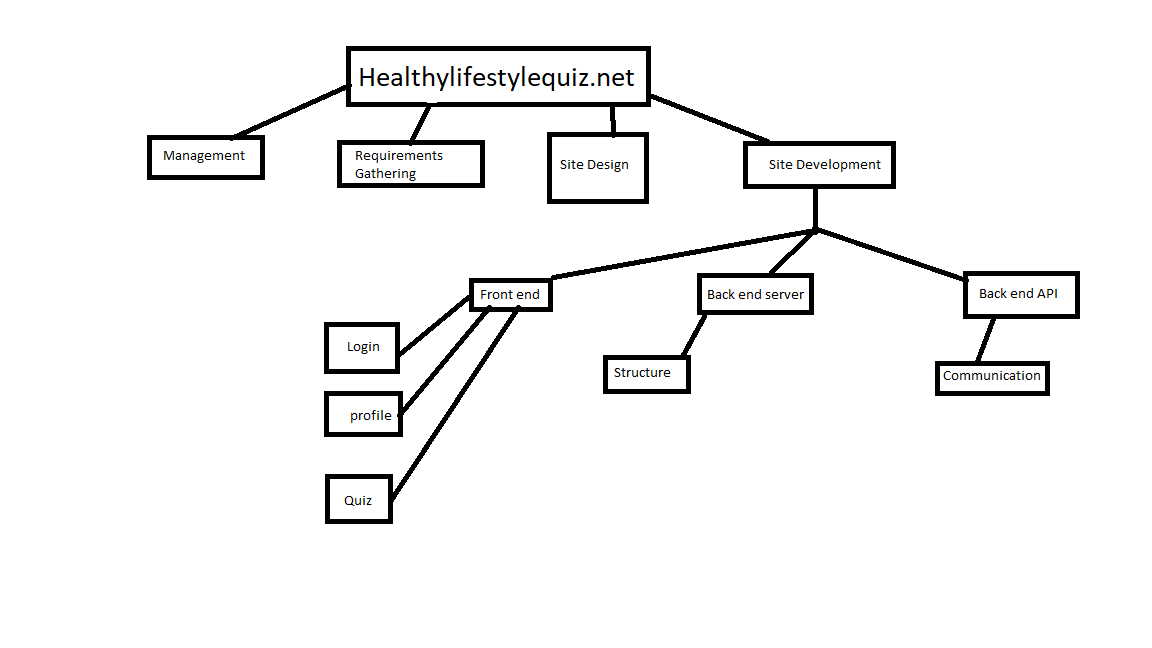 Healthylifestylequiz.net
Management
Requirements
Gathering
Site Design
Site Development
Front end
Back end server
Back end API
Login
Structure
Communication
profile
Quiz